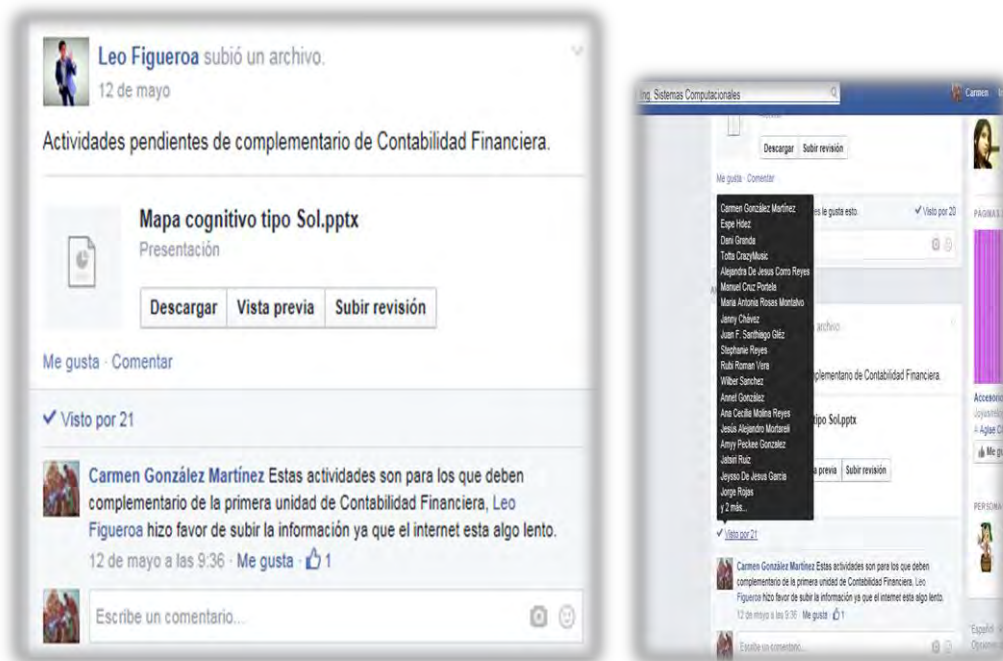 Leo Figueroa subió un archivo.
12 de mayo
Actividades pendientes de complementario de Contabilidad Financiera.
Mapa cognitivo tipo Sol.pptx
Presentación
Descargar Vista previa Subir revisión
Me gusta · Comentar
✓ Visto por 21
Carmen González Martínez Estas actividades son para los que deben
complementario de la primera unidad de Contabilidad Financiera, Leo
Figueroa hizo favor de subir la información ya que el internet esta algo lento.
12 de mayo a las 9:36 · Me gusta · 1
Escribe un comentario...
Ing. Sistemas Computacionales
Carmen
Descargar Subir revisión
Me gusta · Comentar
Carmen González Martínez
Espe Hdez
Dani Granda
Totta CrazyMusic
Alejandra De Jesus Corro Reyes
Manuel Cruz Portela
Maria Antonia Rosas Montalvo
Janny Chávez
Juan F. Santhiago Gléz
Stephanie Reyes
Rubi Roman Vera
Wilber Sanchez
Annet González
Ana Cecilia Molina Reyes
Jesús Alejandro Mortareli
Amyy Peckee Gonzalez
Jatsiri Ruiz
Jeysso De Jesus Garcia
Jorge Rojas
y 2 más...
es le gusta esto.
✓ Visto por 20
archivo.
plementario de Contabilidad Financiera.
tipo Sol.pptx
a previa Subir revisión
✓ Visto por 21
Carmen González Martínez Estas actividades son para los que deben
complementario de la primera unidad de Contabilidad Financiera, Leo
Figueroa hizo favor de subir la información ya que el internet esta algo lento.
12 de mayo a las 9:36 · Me gusta · 1
Escribe un comentario...
PÁGINAS
Accesorio
Me gu
PERSONA
Español